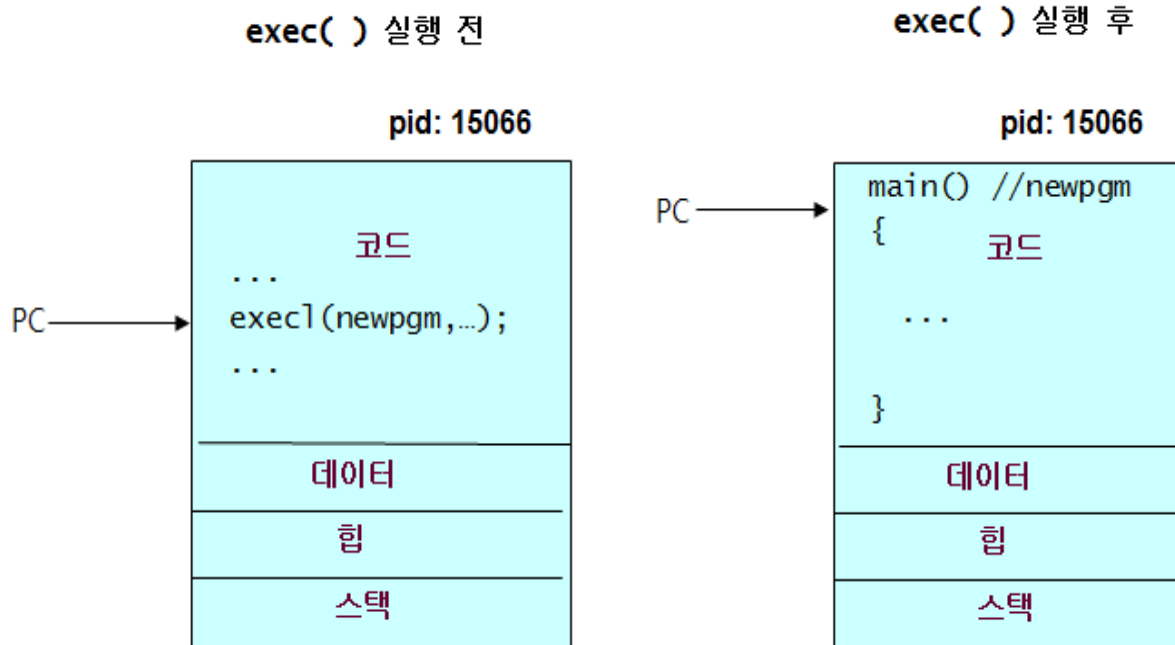 exec( ) 실행 전
pid: 15066
PC
코드
...
execl(newpgm,…);
...
데이터
힙
스택
exec( ) 실행 후
pid: 15066
PC
main() //newpgm
{
코드
...
}
데이터
힙
스택